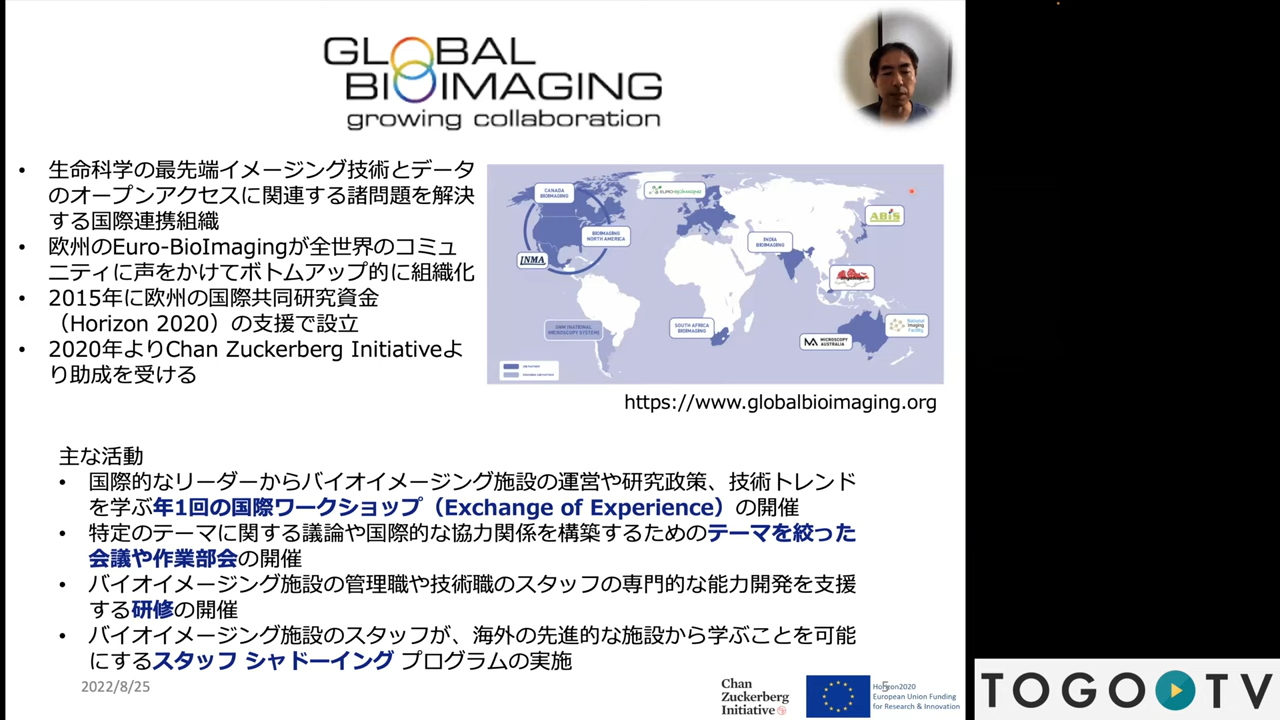 GLOBAL
BIOIMAGING
growing collaboration
• 生命科学の最先端イメージング技術とデータ
のオープンアクセスに関連する諸問題を解決
する国際連携組織
• 欧州のEuro-BioImagingが全世界のコミュ
ニティに声をかけてボトムアップ的に組織化
• 2015年に欧州の国際共同研究資金
（Horizon 2020）の支援で設立
• 2020年よりChan Zuckerberg Initiativeよ
り助成を受ける
CANADA
BIOIMAGING
BIOIMAGING
NORTH AMERICA
INMA
INDIA
BIOIMAGING
ABiS
SOUTH AFRICA
BIOIMAGING
MICROSCOPY
AUSTRALIA
National
Imaging
Facility
https://www.globalbioimaging.org
主な活動
• 国際的なリーダーからバイオイメージング施設の運営や研究政策、技術トレンド
を学ぶ年1回の国際ワークショップ（Exchange of Experience）の開催
• 特定のテーマに関する議論や国際的な協力関係を構築するためのテーマを絞った
会議や作業部会の開催
• バイオイメージング施設の管理職や技術職のスタッフの専門的な能力開発を支援
する研修の開催
• バイオイメージング施設のスタッフが、海外の先進的な施設から学ぶことを可能
にするスタッフ シャドーイング プログラムの実施
2022/8/25
Chan
Zuckerberg
Initiative
5
Horizon2020
European Union Funding
for Research & Innovation
TOGO TV